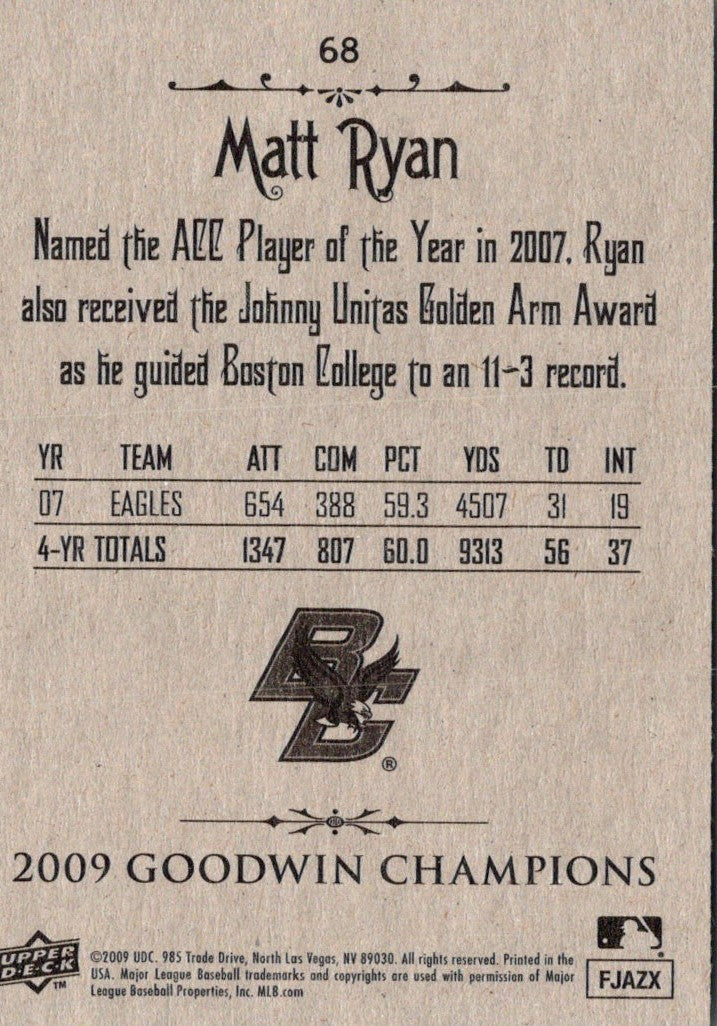 68
Matt Ryan
Named the ACC Player of the Year in 2007, Ryan
also received the Johnny Unitas Golden Arm Award
as he guided Boston College to an 11-3 record.
YR TEAM ATT COM PCT YDS TD INT
07 EAGLES 654 388 59.3 4507 31 19
4-YR TOTALS 1347 807 60.0 9313 56 37
BC
®
2009 GOODWIN CHAMPIONS
UPPER DECK TM
©2009 UDC. 985 Trade Drive, North Las Vegas, NV 89030. All rights reserved. Printed in the
USA. Major League Baseball trademarks and copyrights are used with permission of Major
League Baseball Properties, Inc. MLB.com
FJAZX